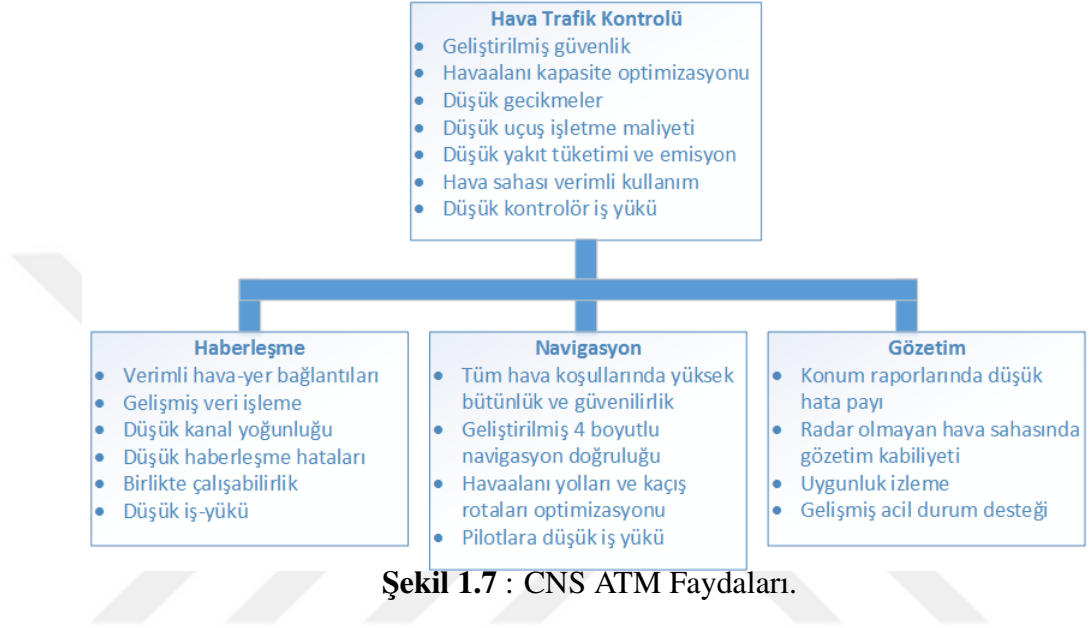 Hava Trafik Kontrolü
• Geliştirilmiş güvenlik
• Havaalanı kapasite optimizasyonu
• Düşük gecikmeler
• Düşük uçuş işletme maliyeti
• Düşük yakıt tüketimi ve emisyon
• Hava sahası verimli kullanım
• Düşük kontrolör iş yükü
Haberleşme
• Verimli hava-yer bağlantıları
• Gelişmiş veri işleme
• Düşük kanal yoğunluğu
• Düşük haberleşme hataları
• Birlikte çalışabilirlik
• Düşük iş-yükü
Navigasyon
• Tüm hava koşullarında yüksek
bütünlük ve güvenilirlik
• Geliştirilmiş 4 boyutlu
navigasyon doğruluğu
• Havaalanı yolları ve kaçış
rotaları optimizasyonu
• Pilotlara düşük iş yükü
Gözetim
• Konum raporlarında düşük
hata payı
• Radar olmayan hava sahasında
gözetim kabiliyeti
• Uygunluk izleme
• Gelişmiş acil durum desteği
Şekil 1.7 : CNS ATM Faydaları.